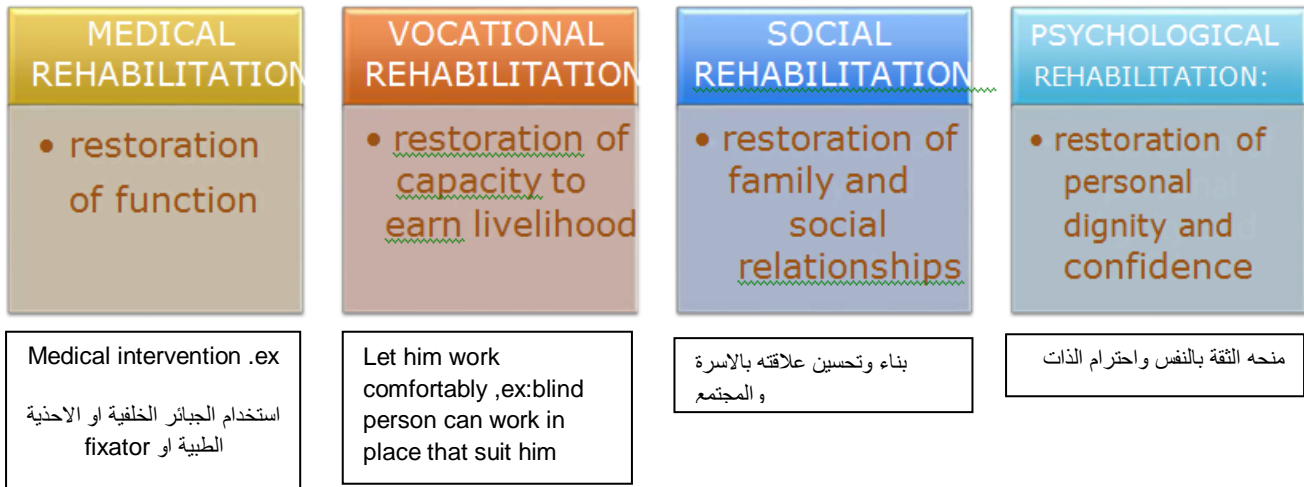 MEDICAL
REHABILITATION
• restoration
of function
VOCATIONAL
REHABILITATION
• restoration of
capacity to
earn livelihood
SOCIAL
REHABILITATION
• restoration of
family and
social
relationships
PSYCHOLOGICAL
REHABILITATION:
• restoration of
personal
dignity and
confidence
Medical intervention .ex
استخدام الجبائر الخلفية او الاحذية
الطبية او fixator
Let him work
comfortably ,ex:blind
person can work in
place that suit him
بناء وتحسين علاقته بالاسرة
والمجتمع
منحه الثقة بالنفس واحترام الذات